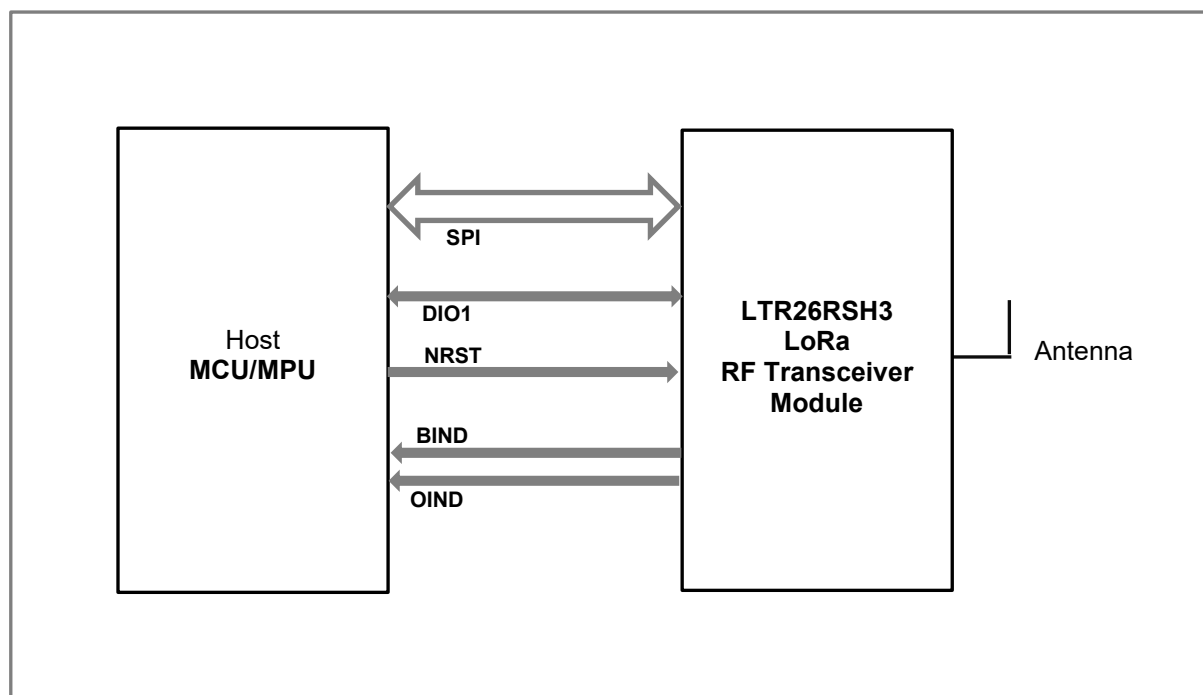 SPI
DIO1
NRST
BIND
OIND
Host
MCU/MPU
LTR26RSH3
LoRa
RF Transceiver
Module
Antenna